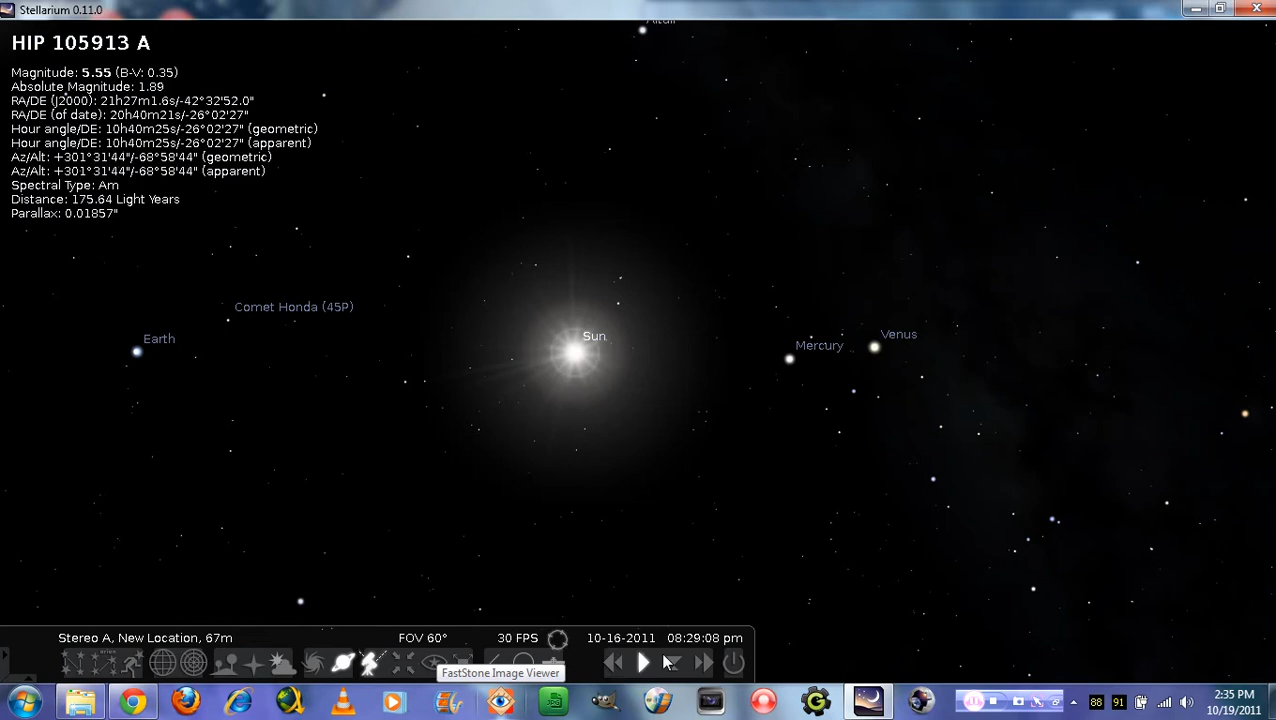 Stellarium 0.11.0
Altair
HIP 105913 A
Magnitude: 5.55 (B-V: 0.35)
Absolute Magnitude: 1.89
RA/DE (J2000): 21h27m1.6s/-42°32'52.0"
RA/DE (of date): 20h40m21s/-26°02'27"
Hour angle/DE: 10h40m25s/-26°02'27" (geometric)
Hour angle/DE: 10h40m25s/-26°02'27" (apparent)
Az/Alt: +301°31'44"/-68°58'44" (geometric)
Az/Alt: +301°31'44"/-68°58'44" (apparent)
Spectral Type: Am
Distance: 175.64 Light Years
Parallax: 0.01857"
Comet Honda (45P)
Earth
Sun
Mercury
Venus
Stereo A, New Location, 67m FOV 60° 30 FPS 10-16-2011 08:29:08 pm
FastStone Image Viewer
88 91 2:35 PM
10/19/2011